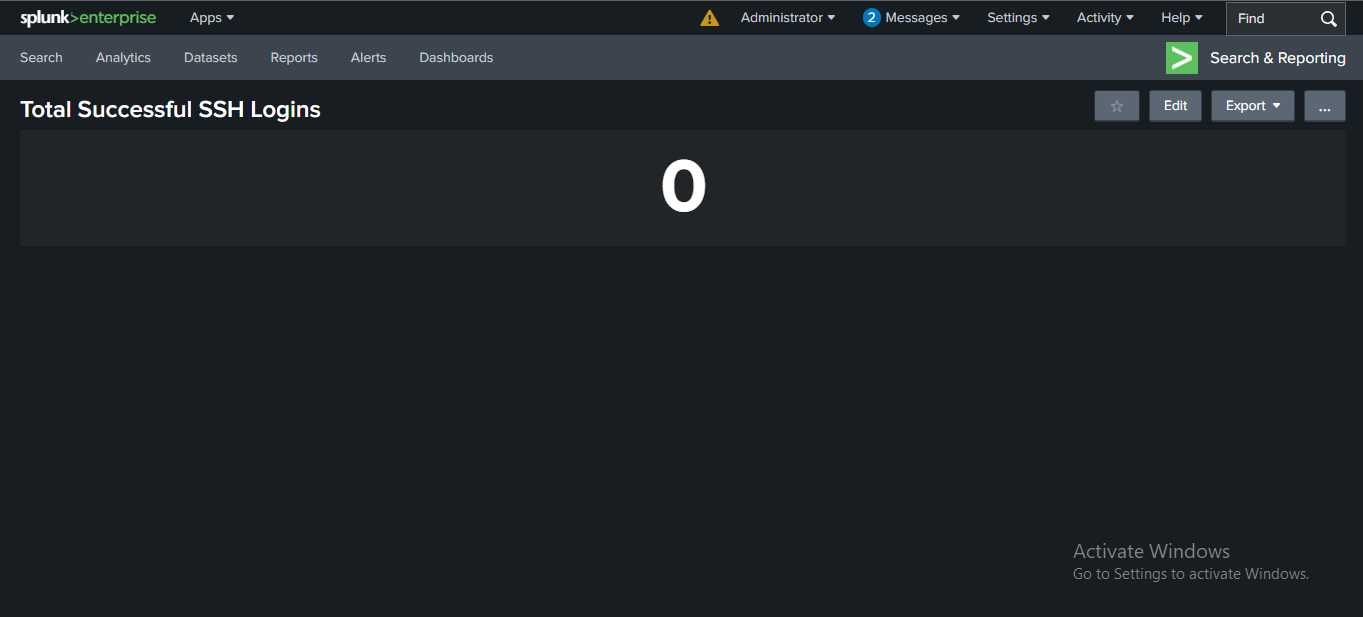 splunk>enterprise Apps Administrator 2 Messages Settings Activity Help Find
Search Analytics Datasets Reports Alerts Dashboards Search & Reporting
Total Successful SSH Logins Edit Export ...
0
Activate Windows
Go to Settings to activate Windows.